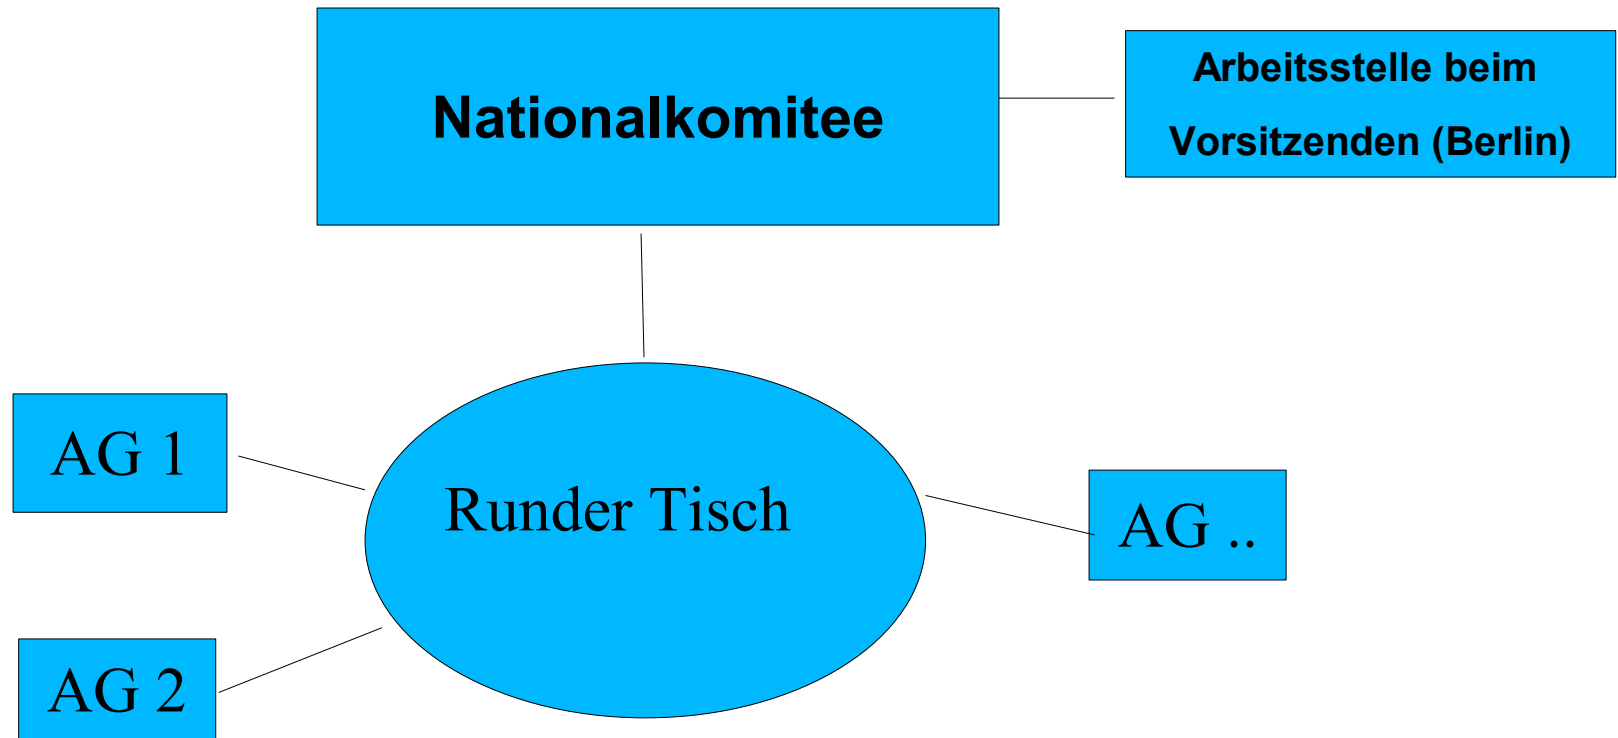 Nationalkomitee
Arbeitsstelle beim
Vorsitzenden (Berlin)
AG 1
Runder Tisch
AG ..
AG 2